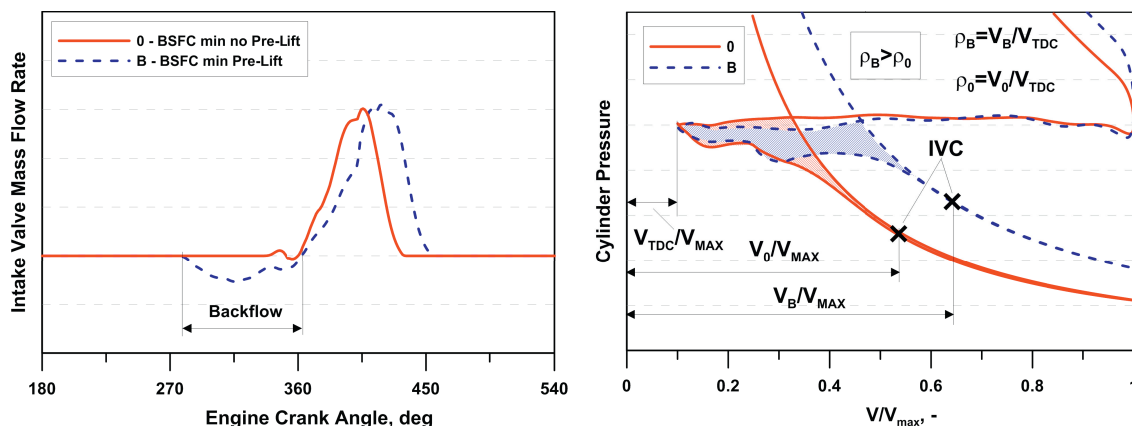 0 - BSFC min no Pre-Lift
B - BSFC min Pre-Lift
Intake Valve Mass Flow Rate
Backflow
180 270 360 450 540
Engine Crank Angle, deg
0
B
ρB>ρ0
ρB=VB/VTDC
ρ0=V0/VTDC
Cylinder Pressure
IVC
VTDC/VMAX
V0/VMAX
VB/VMAX
0 0.2 0.4 0.6 0.8
V/Vmax, -